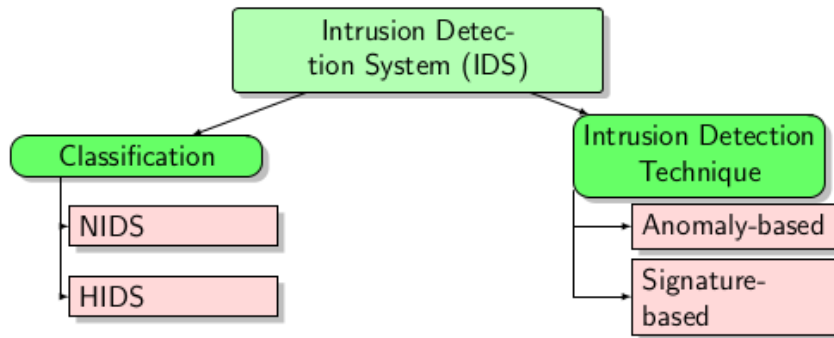 Intrusion Detec-
tion System (IDS)
Classification
Intrusion Detection
Technique
NIDS
Anomaly-based
HIDS
Signature-
based